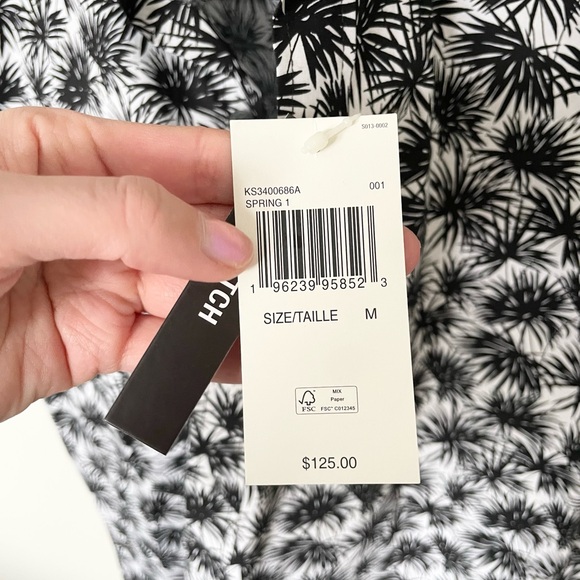 5013-0002
KS3400686A 001
SPRING 1
1 96239 95852 3
SIZE/TAILLE M
FSC
MIX
Paper
FSC® C012345
$125.00
TCH